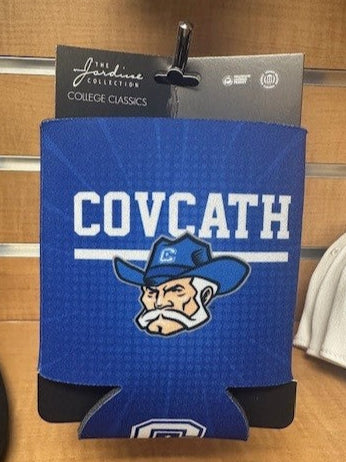 THE
Jardine
COLLECTION
COLLEGE CLASSICS
COVCATH
C